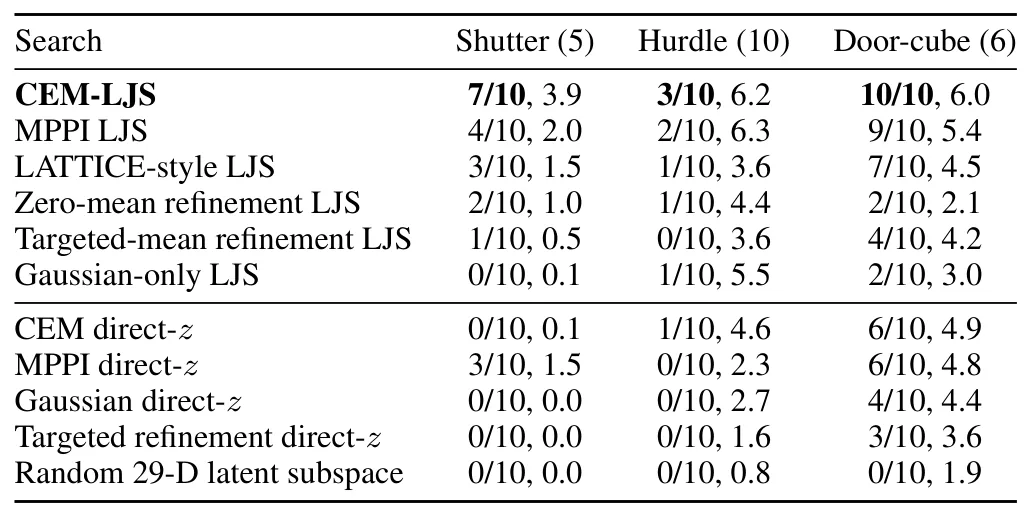 Search Shutter (5) Hurdle (10) Door-cube (6)
CEM-LJS 7/10, 3.9 3/10, 6.2 10/10, 6.0
MPPI LJS 4/10, 2.0 2/10, 6.3 9/10, 5.4
LATTICE-style LJS 3/10, 1.5 1/10, 3.6 7/10, 4.5
Zero-mean refinement LJS 2/10, 1.0 1/10, 4.4 2/10, 2.1
Targeted-mean refinement LJS 1/10, 0.5 0/10, 3.6 4/10, 4.2
Gaussian-only LJS 0/10, 0.1 1/10, 5.5 2/10, 3.0
CEM direct-z 0/10, 0.1 1/10, 4.6 6/10, 4.9
MPPI direct-z 3/10, 1.5 0/10, 2.3 6/10, 4.8
Gaussian direct-z 0/10, 0.0 0/10, 2.7 4/10, 4.4
Targeted refinement direct-z 0/10, 0.0 0/10, 1.6 3/10, 3.6
Random 29-D latent subspace 0/10, 0.0 0/10, 0.8 0/10, 1.9